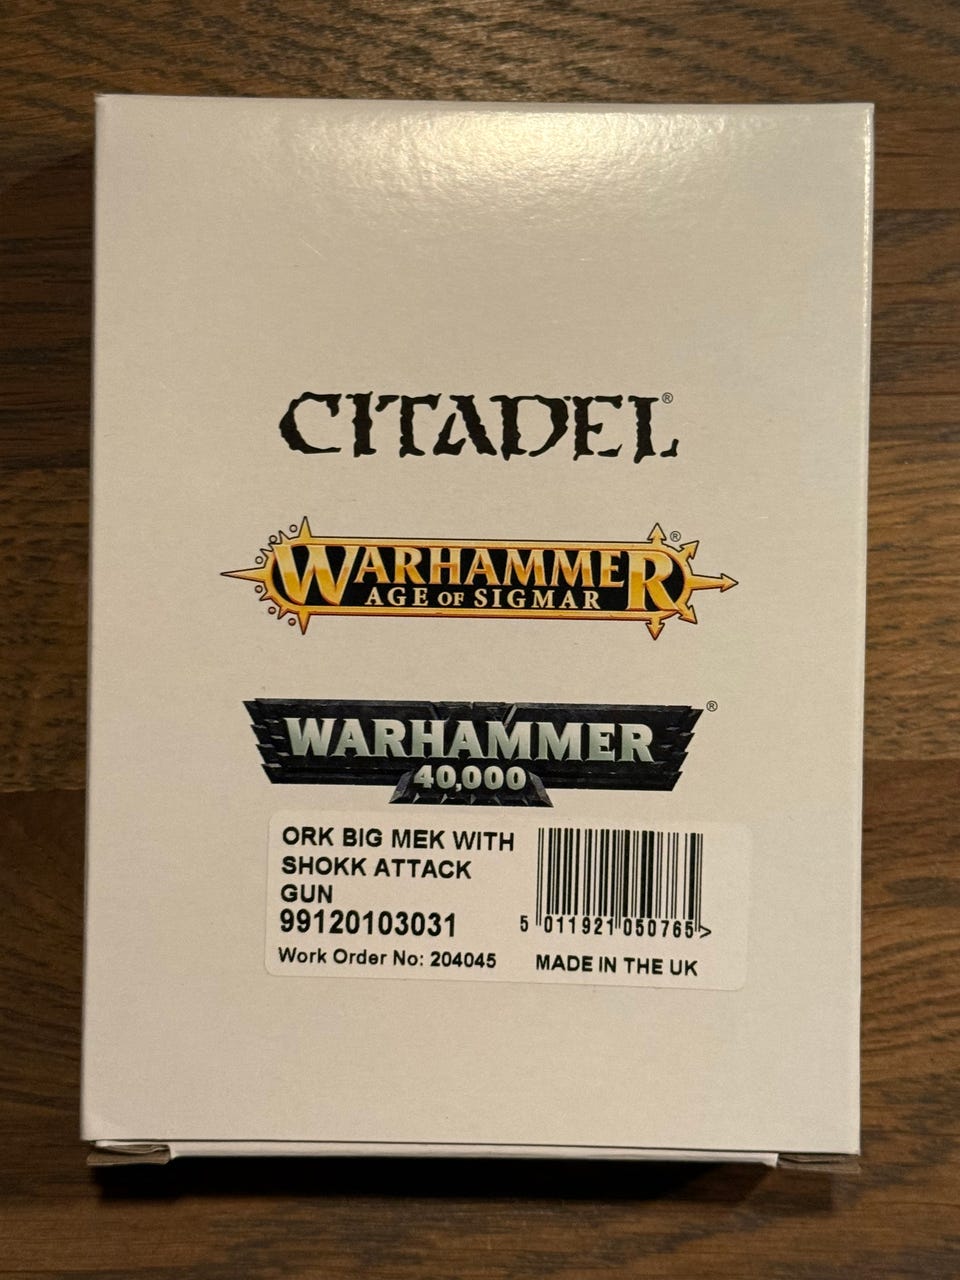 CITADEL®
WARHAMMER®
AGE OF SIGMAR
WARHAMMER®
40,000
ORK BIG MEK WITH
SHOKK ATTACK
GUN
99120103031
Work Order No: 204045
5 011921 050765 >
MADE IN THE UK